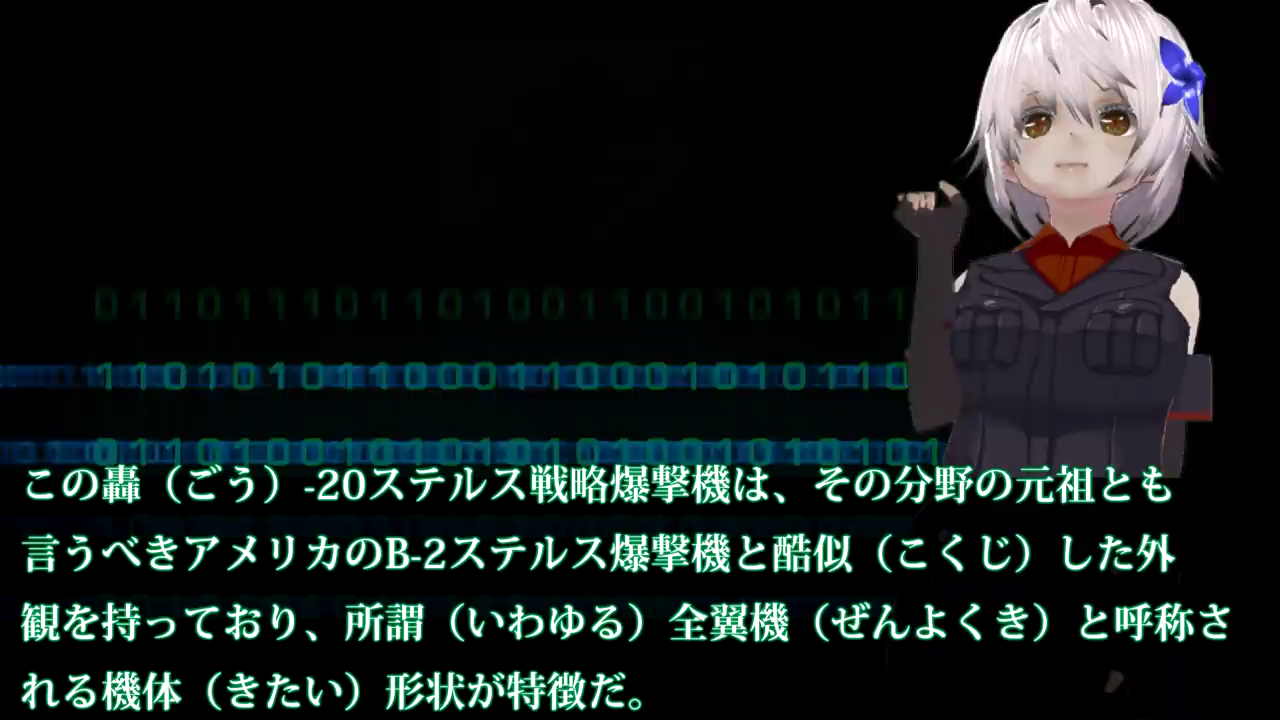 011011101101001100101011
110101011000110001010110
この轟（ごう）-20ステルス戦略爆撃機は、その分野の元祖とも
言うべきアメリカのB-2ステルス爆撃機と酷似（こくじ）した外
観を持っており、所謂（いわゆる）全翼機（ぜんよくき）と呼称さ
れる機体（きたい）形状が特徴だ。